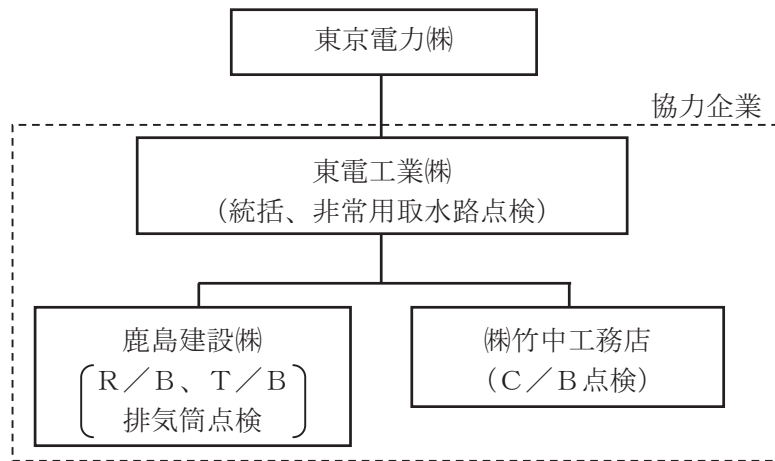 東京電力㈱
協力企業
東電工業㈱
（統括、非常用取水路点検）
鹿島建設㈱
Ｒ／Ｂ、Ｔ／Ｂ
排気筒点検
㈱竹中工務店
（Ｃ／Ｂ点検）